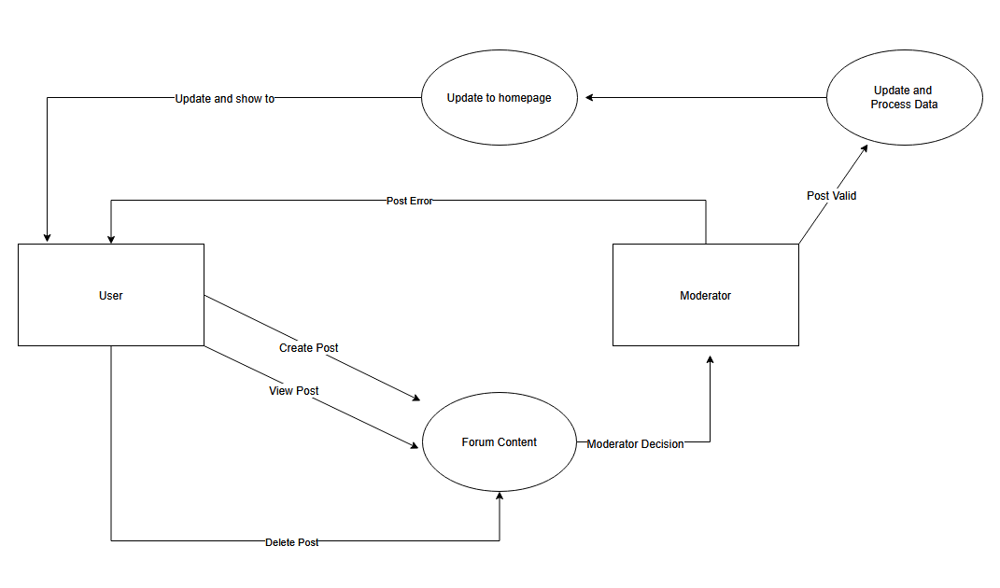 Update to homepage
Update and
Process Data
Update and show to
Post Valid
Post Error
User
Moderator
Create Post
View Post
Forum Content
Moderator Decision
Delete Post